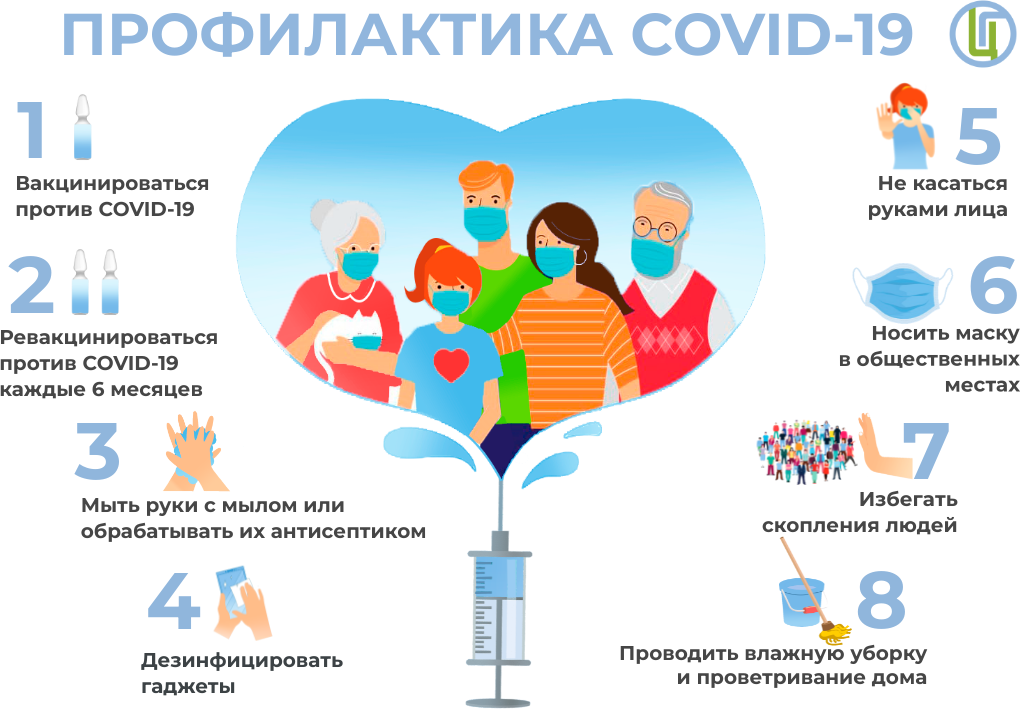 ПРОФИЛАКТИКА COVID-19
1
Вакцинироваться
против COVID-19
2
Ревакцинироваться
против COVID-19
каждые 6 месяцев
3
Мыть руки с мылом или
обрабатывать их антисептиком
4
Дезинфицировать
гаджеты
5
Не касаться
руками лица
6
Носить маску
в общественных
местах
7
Избегать
скопления людей
8
Проводить влажную уборку
и проветривание дома